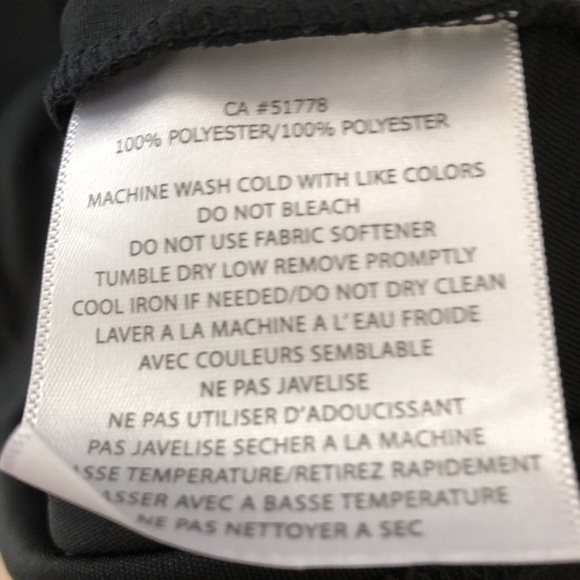 CA #51778
100% POLYESTER/100% POLYESTER
MACHINE WASH COLD WITH LIKE COLORS
DO NOT BLEACH
DO NOT USE FABRIC SOFTENER
TUMBLE DRY LOW REMOVE PROMPTLY
COOL IRON IF NEEDED/DO NOT DRY CLEAN
LAVER A LA MACHINE A L'EAU FROIDE
AVEC COULEURS SEMBLABLE
NE PAS JAVELISE
NE PAS UTILISER D'ADOUCISSANT
PAS JAVELISE SECHER A LA MACHINE
ASSE TEMPERATURE/RETIREZ RAPIDEMENT
ASSER AVEC A BASSE TEMPERATURE
NE PAS NETTOYER A SEC